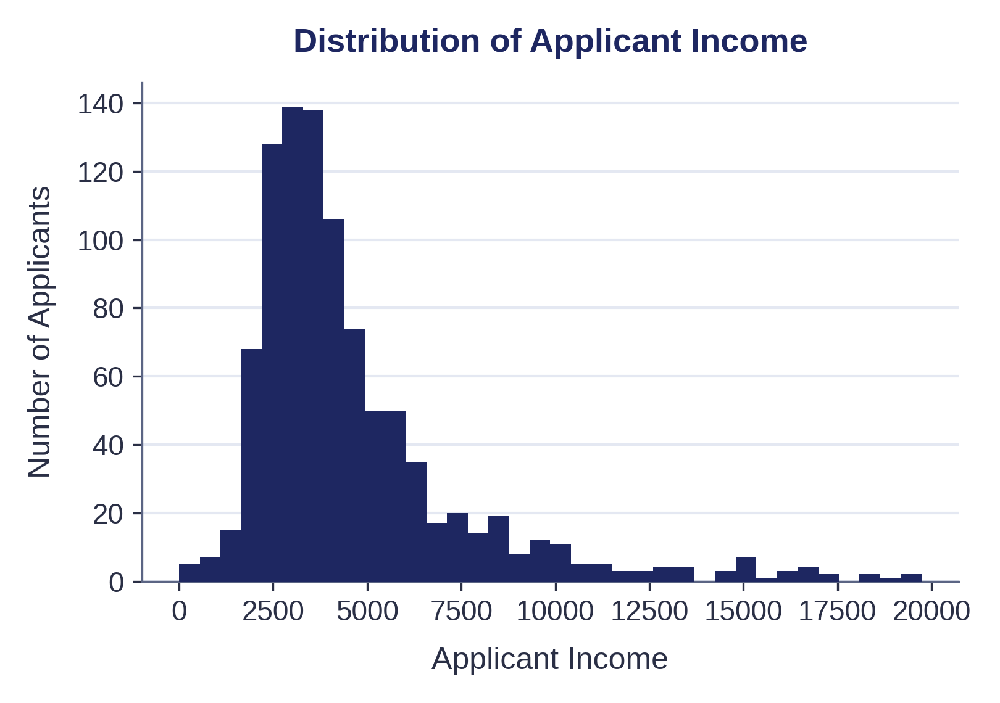 Distribution of Applicant Income
140
120
100
80
60
40
20
0
Number of Applicants
0 2500 5000 7500 10000 12500 15000 17500 20000
Applicant Income